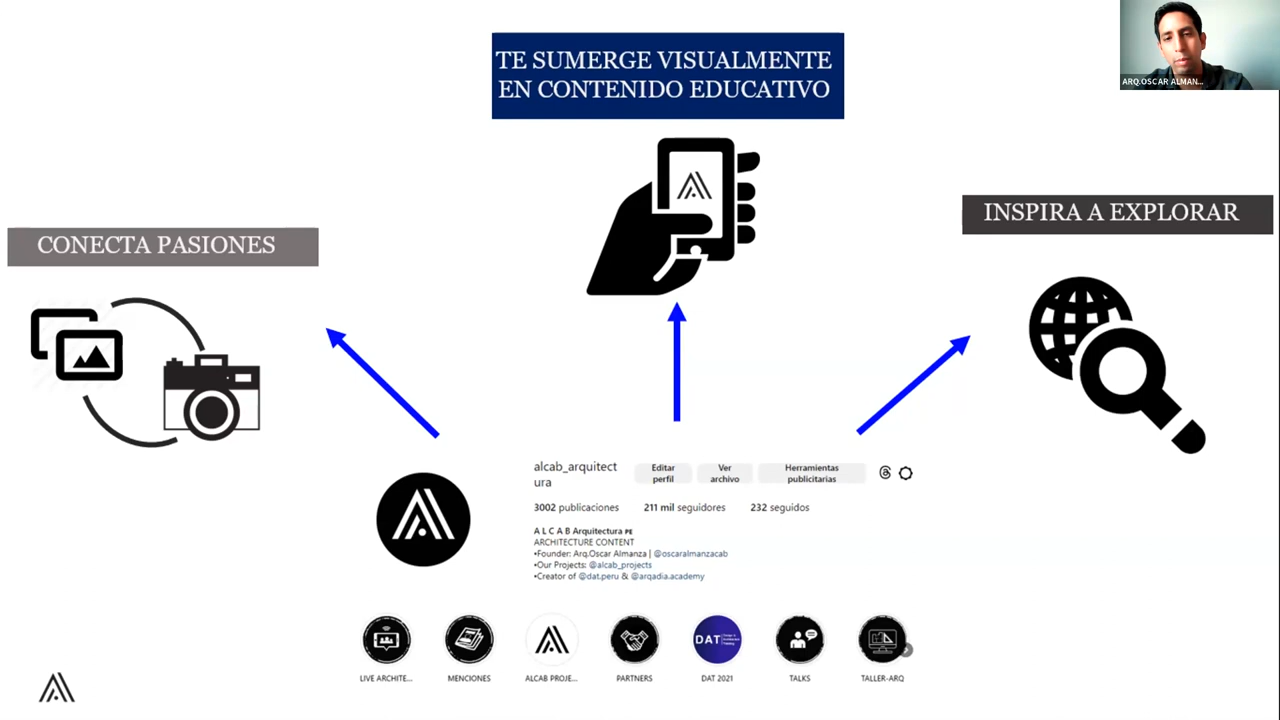 TE SUMERGE VISUALMENTE
EN CONTENIDO EDUCATIVO
ARQ.OSCAR ALMAN...
INSPIRA A EXPLORAR
CONECTA PASIONES
alcab_arquitect
ura
Editar
perfil
Ver
archivo
Herramientas
publicitarias
3002 publicaciones 211 mil seguidores 232 seguidos
A L C A B Arquitectura PE
ARCHITECTURE CONTENT
•Founder: Arq.Oscar Almanza | @oscaralmanzacab
•Our Projects: @alcab_projects
•Creator of @dat.peru & @arqadia.academy
DAT
LIVE ARCHITE... MENCIONES ALCAB PROJE... PARTNERS DAT 2021 TALKS TALLER-ARQ